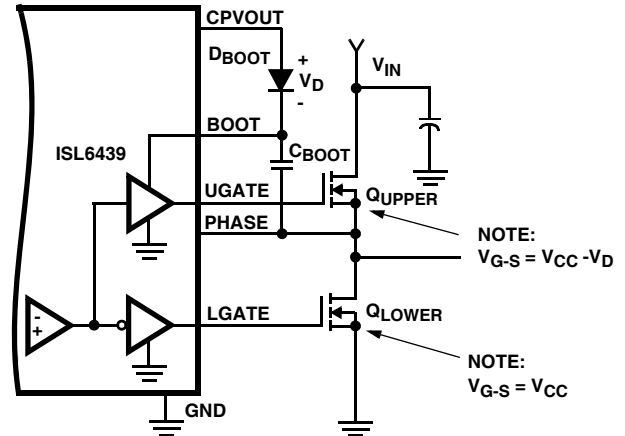 CPVOUT
DBOOT
+
VD
-
VIN
BOOT
ISL6439
CBOOT
UGATE
QUPPER
PHASE
NOTE:
VG-S = VCC -VD
-
+
LGATE
QLOWER
NOTE:
VG-S = VCC
GND